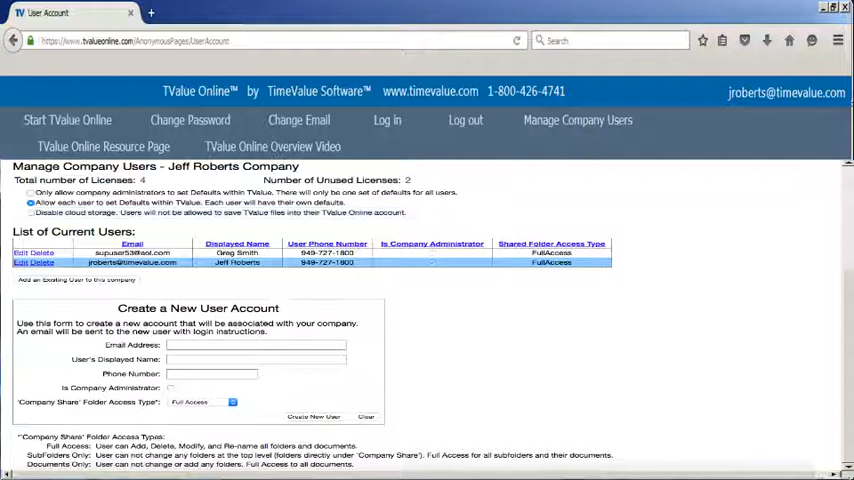 User Account
https://www.tvalueonline.com/AnonymousPages/UserAccount
Search
TValue Online™ by TimeValue Software™ www.timevalue.com 1-800-426-4741
jroberts@timevalue.com
Start TValue Online Change Password Change Email Log in Log out Manage Company Users
TValue Online Resource Page TValue Online Overview Video
Manage Company Users - Jeff Roberts Company
Total number of Licenses: 4 Number of Unused Licenses: 2
Only allow company administrators to set Defaults within TValue. There will only be one set of defaults for all users.
Allow each user to set Defaults within TValue. Each user will have their own defaults.
Disable cloud storage. Users will not be allowed to save TValue files into their TValue Online account.
List of Current Users:
Email Displayed Name User Phone Number Is Company Administrator Shared Folder Access Type
Edit Delete supuser53@aol.com Greg Smith 949-727-1800 FullAccess
Edit Delete jroberts@timevalue.com Jeff Roberts 949-727-1800 FullAccess
Add an Existing User to this company
Create a New User Account
Use this form to create a new account that will be associated with your company.
An email will be sent to the new user with login instructions.
Email Address:
User's Displayed Name:
Phone Number:
Is Company Administrator:
'Company Share' Folder Access Type*: Full Access
Create New User Clear
*'Company Share' Folder Access Types:
Full Access: User can Add, Delete, Modify, and Re-name all folders and documents.
SubFolders Only: User can not change any folders at the top level (folders directly under 'Company Share'). Full Access for all subfolders and their documents.
Documents Only: User can not change or add any folders. Full Access to all documents.